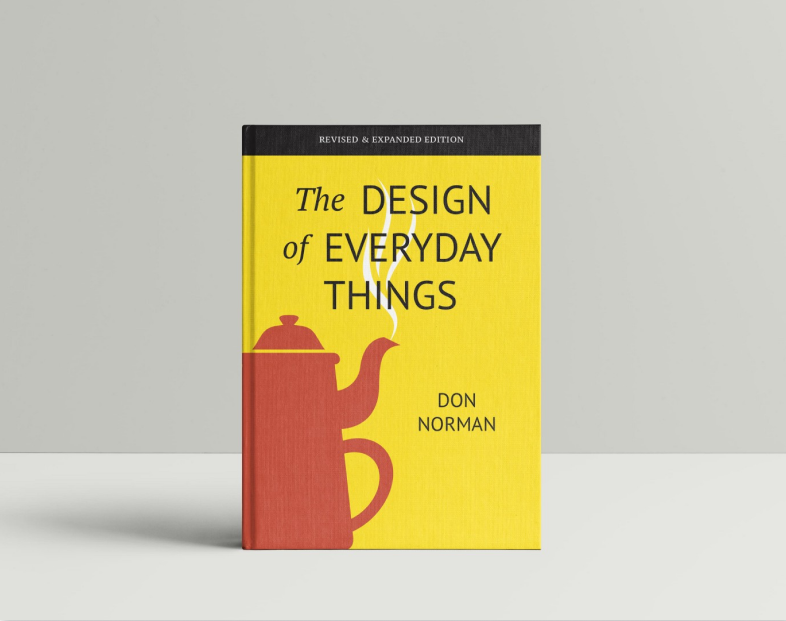 REVISED & EXPANDED EDITION
The DESIGN
of EVERYDAY
THINGS
DON
NORMAN